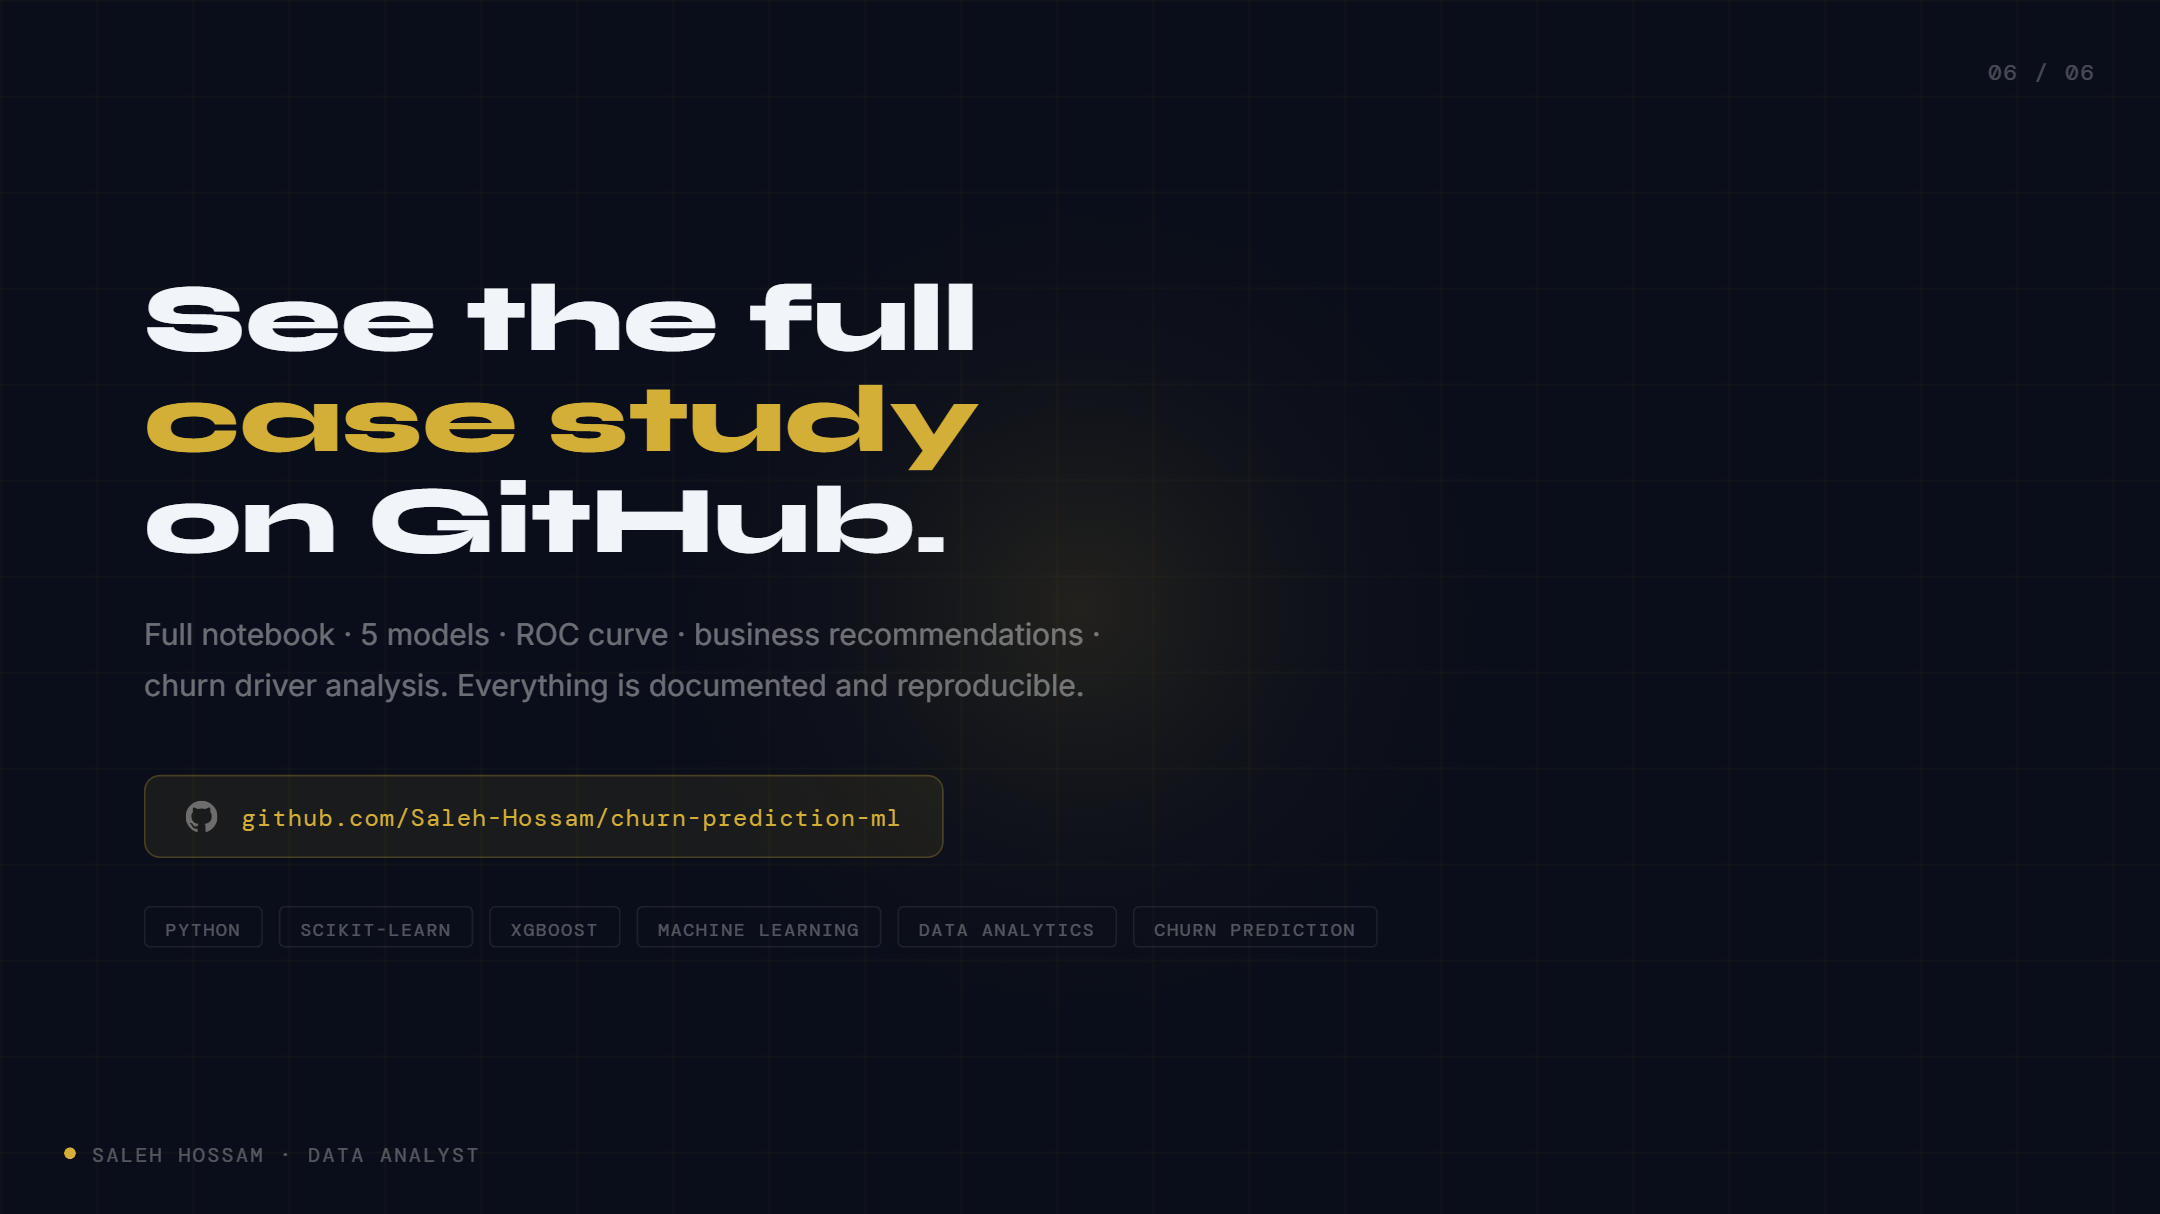 06 / 06
See the full
case study
on GitHub.
Full notebook · 5 models · ROC curve · business recommendations ·
churn driver analysis. Everything is documented and reproducible.
github.com/Saleh-Hossam/churn-prediction-ml
PYTHON SCIKIT-LEARN XGBOOST MACHINE LEARNING DATA ANALYTICS CHURN PREDICTION
SALEH HOSSAM · DATA ANALYST